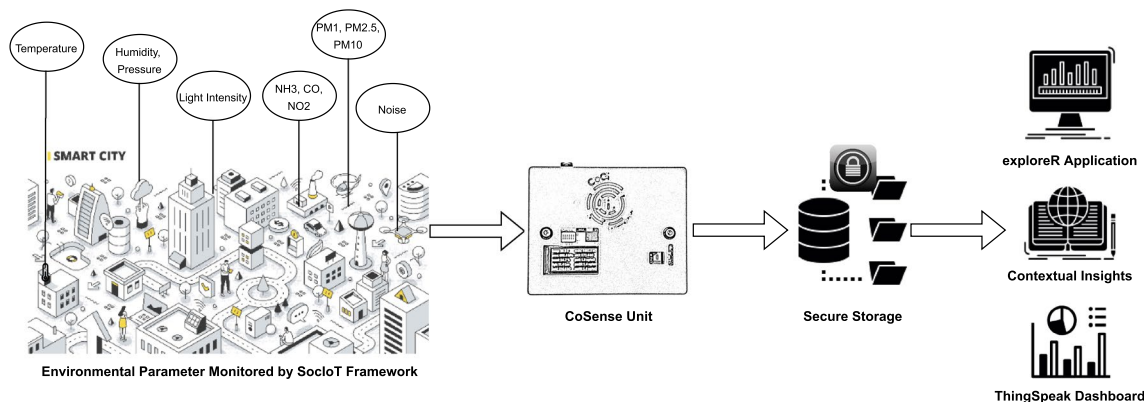 Temperature
Humidity,
Pressure
Light Intensity
NH3, CO,
NO2
PM1, PM2.5,
PM10
Noise
SMART CITY
Environmental Parameter Monitored by SocIoT Framework
CoCi
CoSense Unit
Secure Storage
exploreR Application
Contextual Insights
ThingSpeak Dashboard